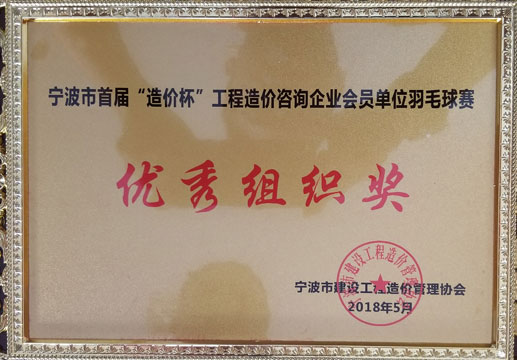 宁波市首届“造价杯”工程造价咨询企业会员单位羽毛球赛
优秀组织奖
宁波市建设工程造价管理协会
2018年5月